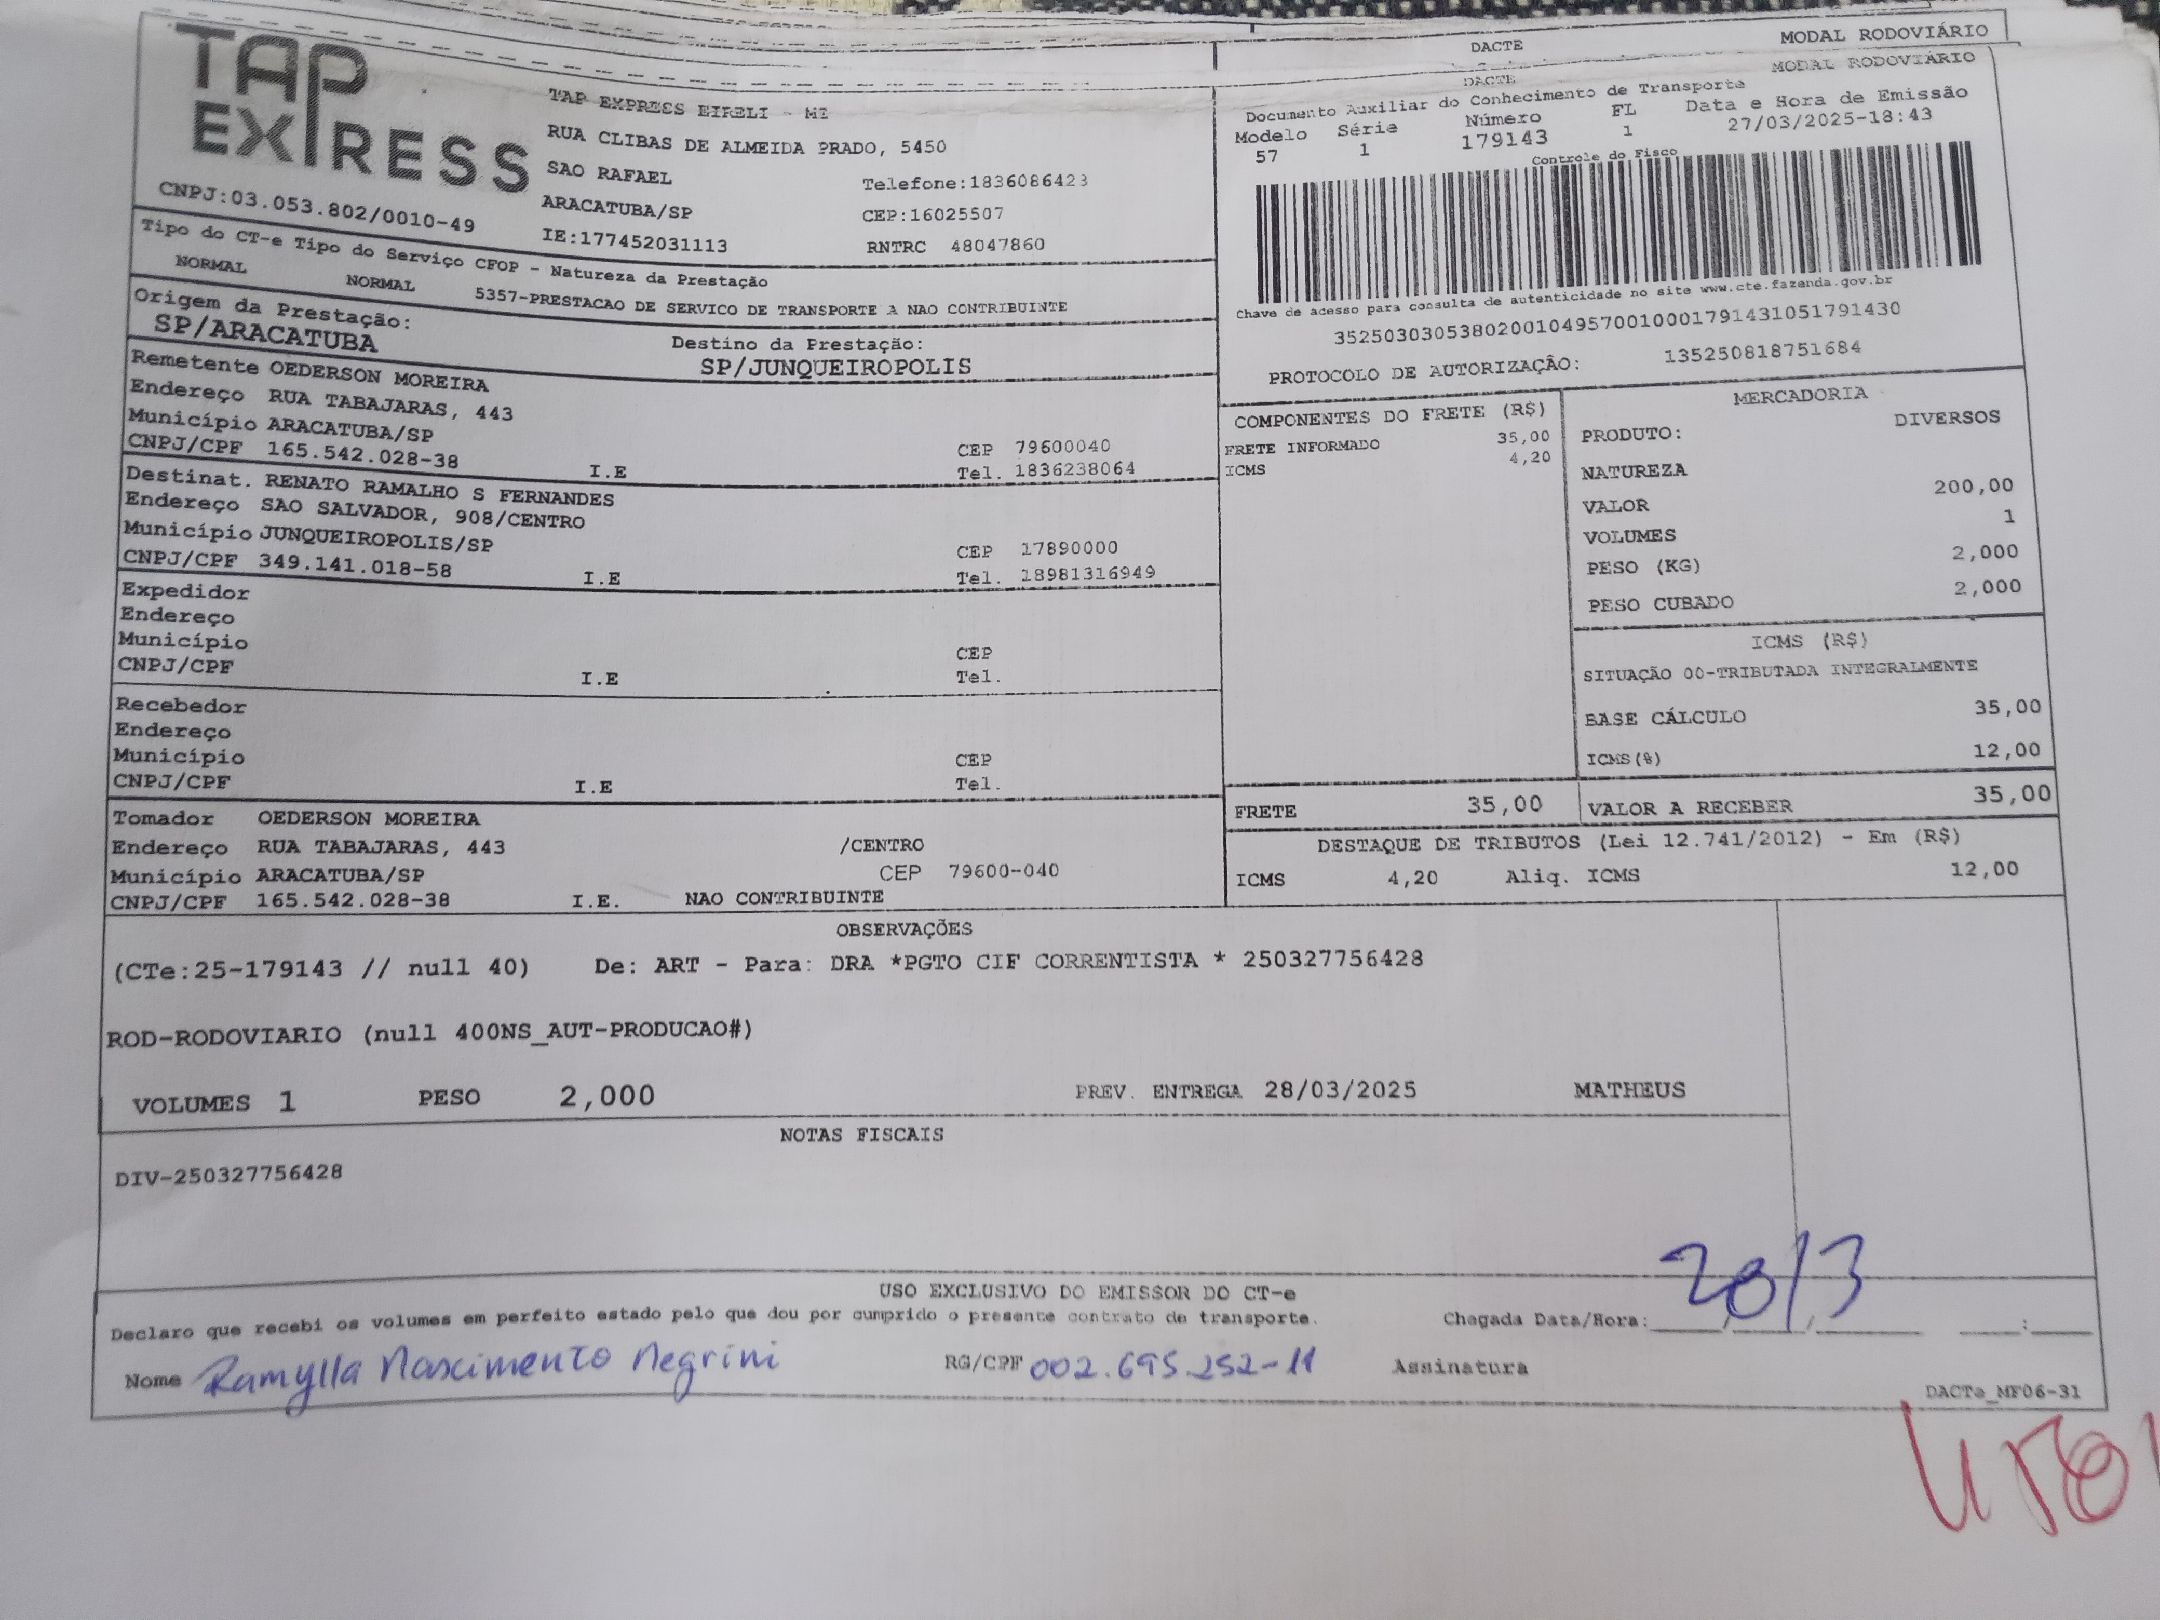 DACTE MODAL RODOVIÁRIO
TAP
EXPRESS
CNPJ:03.053.802/0010-49
TAP EXPRESS EIRELI - ME
RUA CLIBAS DE ALMEIDA PRADO, 5450
SAO RAFAEL Telefone:1836086423
ARACATUBA/SP CEP:16025507
IE:177452031113 RNTRC 48047860
DACTE MODAL RODOVIÁRIO
Documento Auxiliar do Conhecimento de Transporte
Modelo Série Número FL Data e Hora de Emissão
57 1 179143 1 27/03/2025-18:43
Controle do Fisco
Chave de acesso para consulta de autenticidade no site www.cte.fazenda.gov.br
35250303053802001049570010001791431051791430
PROTOCOLO DE AUTORIZAÇÃO: 135250818751684
Tipo do CT-e Tipo do Serviço CFOP - Natureza da Prestação
NORMAL NORMAL 5357-PRESTACAO DE SERVICO DE TRANSPORTE A NAO CONTRIBUINTE
Origem da Prestação: Destino da Prestação:
SP/ARACATUBA SP/JUNQUEIROPOLIS
Remetente OEDERSON MOREIRA
Endereço RUA TABAJARAS, 443
Município ARACATUBA/SP CEP 79600040
CNPJ/CPF 165.542.028-38 I.E Tel. 1836238064
Destinat. RENATO RAMALHO S FERNANDES
Endereço SAO SALVADOR, 908/CENTRO
Município JUNQUEIROPOLIS/SP CEP 17890000
CNPJ/CPF 349.141.018-58 I.E Tel. 18981316949
Expedidor
Endereço
Município CEP
CNPJ/CPF I.E Tel.
Recebedor
Endereço
Município CEP
CNPJ/CPF I.E Tel.
Tomador OEDERSON MOREIRA
Endereço RUA TABAJARAS, 443 /CENTRO
Município ARACATUBA/SP CEP 79600-040
CNPJ/CPF 165.542.028-38 I.E. NAO CONTRIBUINTE
COMPONENTES DO FRETE (R$)
FRETE INFORMADO 35,00
ICMS 4,20
MERCADORIA
PRODUTO: DIVERSOS
NATUREZA
VALOR 200,00
VOLUMES 1
PESO (KG) 2,000
PESO CUBADO 2,000
ICMS (R$)
SITUAÇÃO 00-TRIBUTADA INTEGRALMENTE
BASE CÁLCULO 35,00
ICMS(%) 12,00
FRETE 35,00 VALOR A RECEBER 35,00
DESTAQUE DE TRIBUTOS (Lei 12.741/2012) - Em (R$)
ICMS 4,20 Aliq. ICMS 12,00
OBSERVAÇÕES
(CTe:25-179143 // null 40) De: ART - Para: DRA *PGTO CIF CORRENTISTA * 250327756428
ROD-RODOVIARIO (null 400NS_AUT-PRODUCAO#)
VOLUMES 1 PESO 2,000 PREV. ENTREGA 28/03/2025 MATHEUS
NOTAS FISCAIS
DIV-250327756428
USO EXCLUSIVO DO EMISSOR DO CT-e
Declaro que recebi os volumes em perfeito estado pelo que dou por cumprido o presente contrato de transporte. Chegada Data/Hora: 28/3
Nome Ramylla Nascimento Negrini RG/CPF 002.695.252-11 Assinatura
DACTe_MF06-31